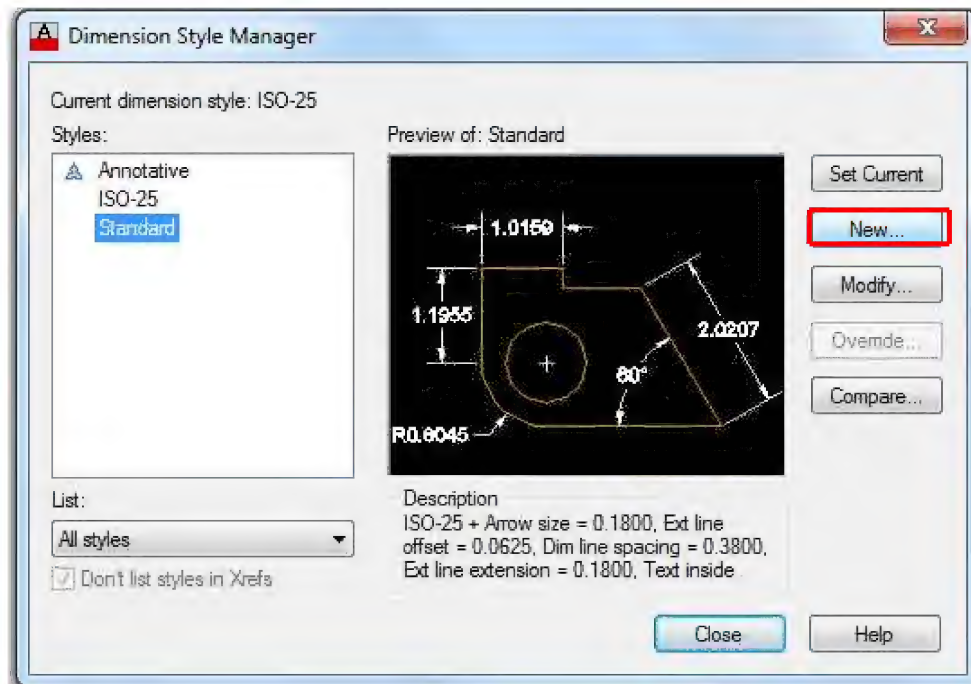 Dimension Style Manager
Current dimension style: ISO-25
Styles:
Annotative
ISO-25
Standard
Preview of: Standard
1.0159
1.1955
2.0207
60°
R0.8045
Set Current
New...
Modify...
Override...
Compare...
List:
All styles
Don't list styles in Xrefs
Description
ISO-25 + Arrow size = 0.1800, Ext line
offset = 0.0625, Dim line spacing = 0.3800,
Ext line extension = 0.1800, Text inside
Close
Help